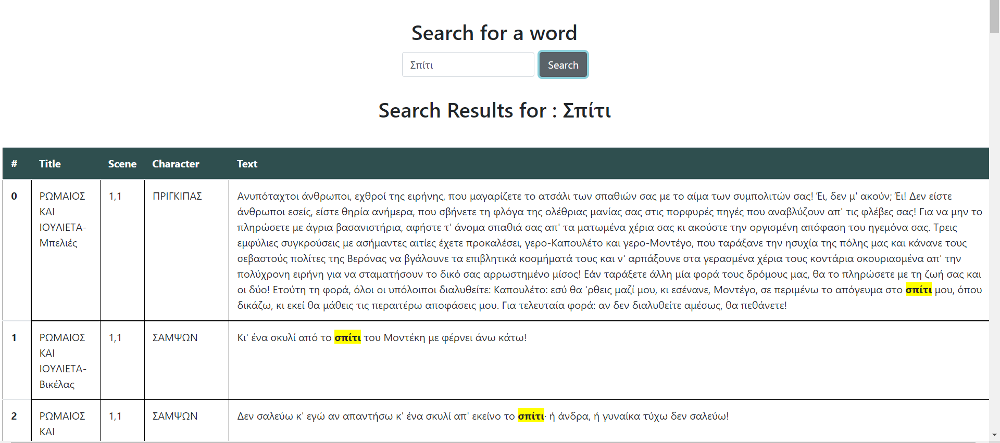 Search for a word
Σπίτι
Search
Search Results for : Σπίτι
# Title Scene Character Text
0 ΡΩΜΑΙΟΣ 1,1 ΠΡΙΓΚΙΠΑΣ Ανυπόταχτοι άνθρωποι, εχθροί της ειρήνης, που μαγαρίζετε το ατσάλι των σπαθιών σας με το αίμα των συμπολιτών σας! Έι, δεν μ' ακούν; Έι! Δεν είστε
ΚΑΙ άνθρωποι εσείς, είστε θηρία ανήμερα, που σβήνετε τη φλόγα της ολέθριας μανίας σας στις πορφυρές πηγές που αναβλύζουν απ' τις φλέβες σας! Για να μην το
ΙΟΥΛΙΕΤΑ- πληρώσετε με άγρια βασανιστήρια, αφήστε τ' άνομα σπαθιά σας απ' τα ματωμένα χέρια σας κι ακούστε την οργισμένη απόφαση του ηγεμόνα σας. Τρεις
Μπελιές εμφύλιες συγκρούσεις με ασήμαντες αιτίες έχετε προκαλέσει, γερο-Καπουλέτο και γερο-Μοντέγο, που ταράξανε την ησυχία της πόλης μας και κάνανε τους
σεβαστούς πολίτες της Βερόνας να βγάλουνε τα επιβλητικά κοσμήματά τους και ν' αρπάξουνε στα γερασμένα χέρια τους κοντάρια σκουριασμένα απ' την
πολύχρονη ειρήνη για να σταματήσουν το δικό σας αρρωστημένο μίσος! Εάν ταράξετε άλλη μία φορά τους δρόμους μας, θα το πληρώσετε με τη ζωή σας και
οι δύο! Ετούτη τη φορά, όλοι οι υπόλοιποι διαλυθείτε: Καπουλέτο: εσύ θα 'ρθεις μαζί μου, κι εσένανε, Μοντέγο, σε περιμένω το απόγευμα στο σπίτι μου, όπου
δικάζω, κι εκεί θα μάθεις τις περαιτέρω αποφάσεις μου. Για τελευταία φορά: αν δεν διαλυθείτε αμέσως, θα πεθάνετε!
1 ΡΩΜΑΙΟΣ 1,1 ΣΑΜΨΩΝ Κι' ένα σκυλί από το σπίτι του Μοντέκη με φέρνει άνω κάτω!
ΚΑΙ
ΙΟΥΛΙΕΤΑ-
Βικέλας
2 ΡΩΜΑΙΟΣ 1,1 ΣΑΜΨΩΝ Δεν σαλεύω κ' εγώ αν απαντήσω κ' ένα σκυλί απ' εκείνο το σπίτι· ή άνδρα, ή γυναίκα τύχω δεν σαλεύω!
ΚΑΙ